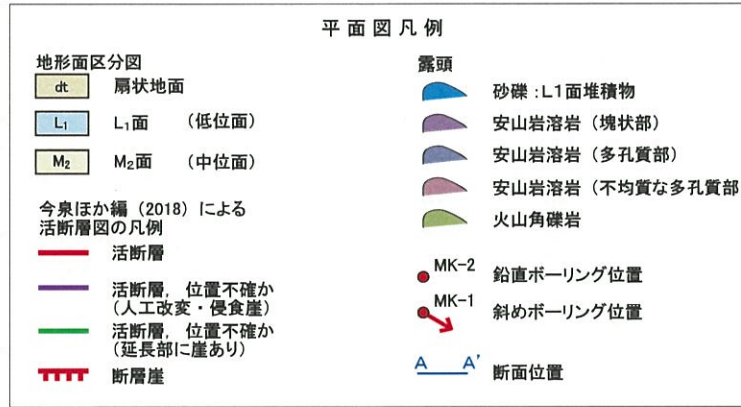 平面図凡例
地形面区分図
dt 扇状地面
L₁ L₁面 (低位面)
M₂ M₂面 (中位面)
今泉ほか編 (2018) による
活断層図の凡例
活断層
活断層, 位置不確か
(人工改変・侵食崖)
活断層, 位置不確か
(延長部に崖あり)
断層崖
露頭
砂礫:L1面堆積物
安山岩溶岩 (塊状部)
安山岩溶岩 (多孔質部)
安山岩溶岩 (不均質な多孔質部
火山角礫岩
MK-2 鉛直ボーリング位置
MK-1 斜めボーリング位置
A A' 断面位置